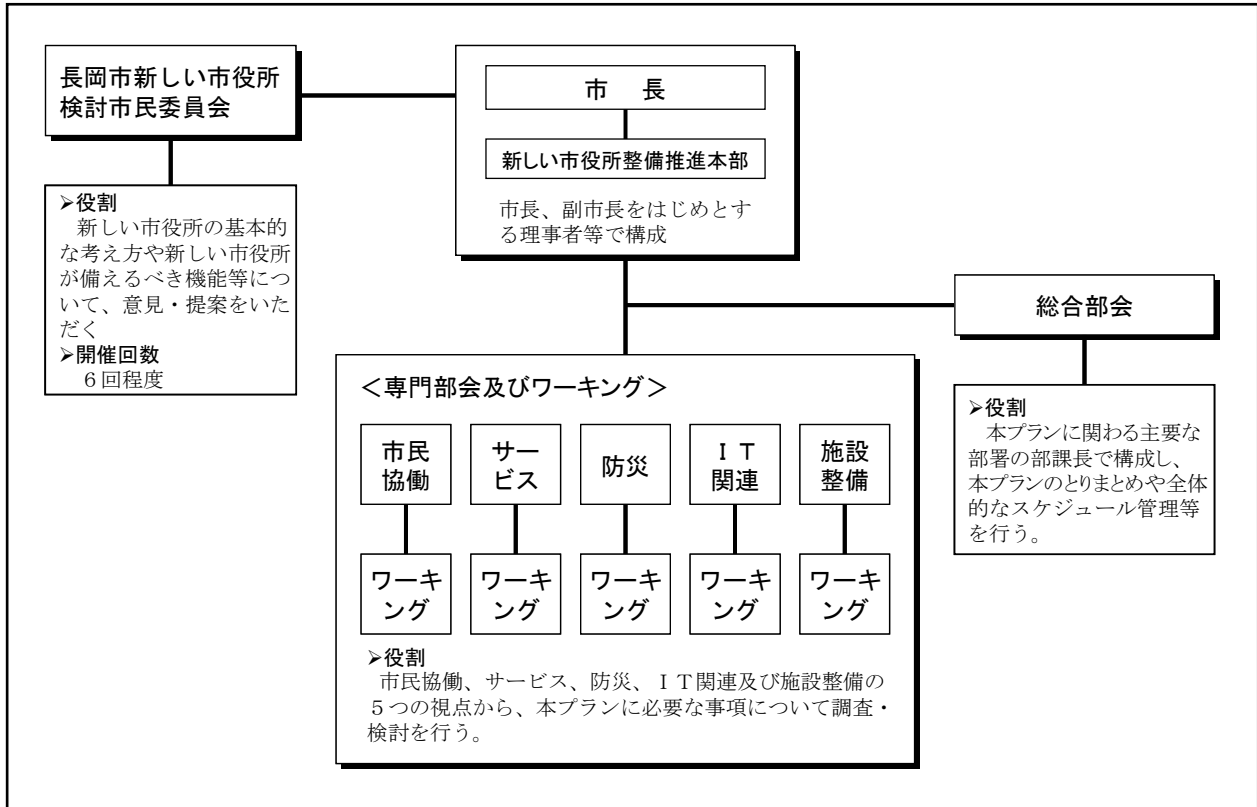 長岡市新しい市役所
検討市民委員会
➢役割
新しい市役所の基本的
な考え方や新しい市役所
が備えるべき機能等につ
いて、意見・提案をいた
だく
➢開催回数
６回程度
市　長
新しい市役所整備推進本部
市長、副市長をはじめとす
る理事者等で構成
総合部会
➢役割
本プランに関わる主要な
部署の部課長で構成し、
本プランのとりまとめや全体
的なスケジュール管理等
を行う。
＜専門部会及びワーキング＞
市民
協働
サー
ビス
防災
ＩＴ
関連
施設
整備
ワーキ
ング
ワーキ
ング
ワーキ
ング
ワーキ
ング
ワーキ
ング
➢役割
市民協働、サービス、防災、ＩＴ関連及び施設整備の
５つの視点から、本プランに必要な事項について調査・
検討を行う。